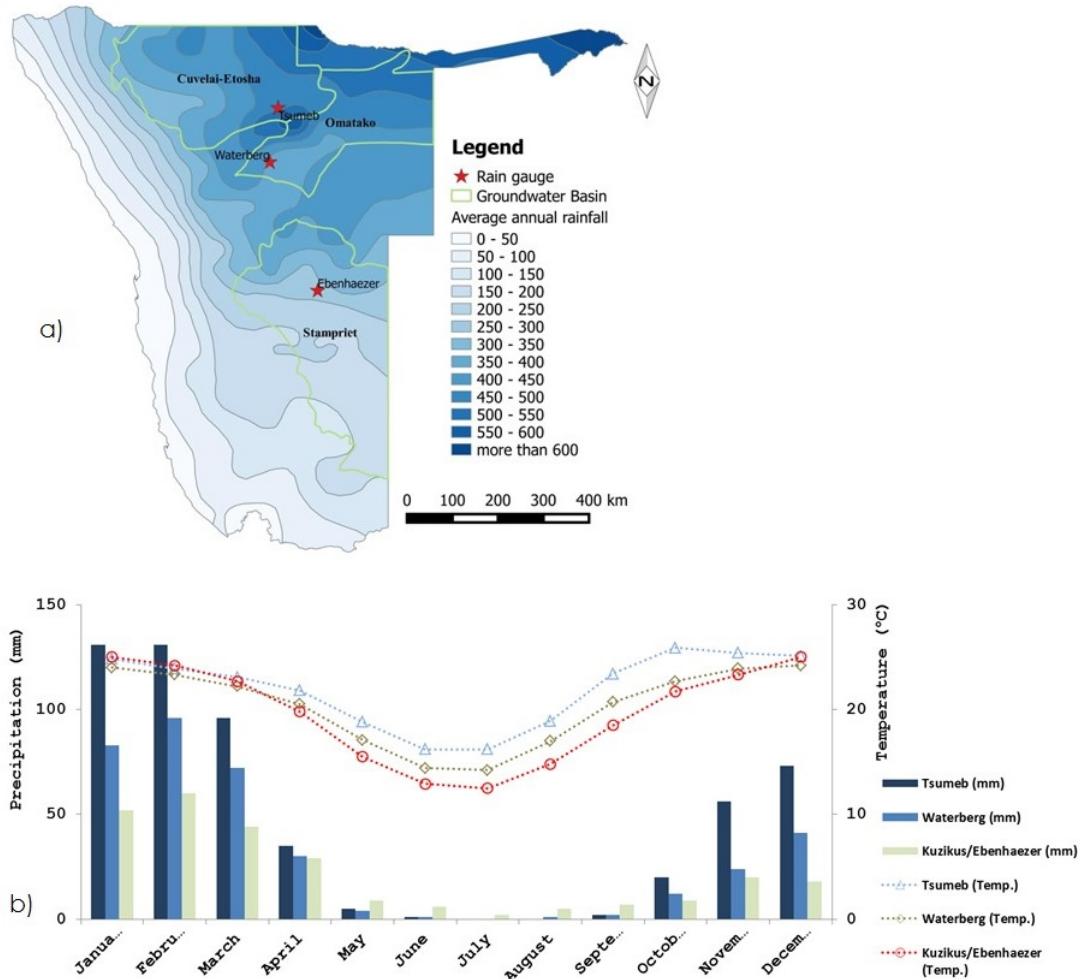 Cuvelai-Etosha
Tsumeb
Omatako
Waterberg
Ebenhaezer
Stampriet
N
a)
Legend
Rain gauge
Groundwater Basin
Average annual rainfall
0 - 50
50 - 100
100 - 150
150 - 200
200 - 250
250 - 300
300 - 350
350 - 400
400 - 450
450 - 500
500 - 550
550 - 600
more than 600
0 100 200 300 400 km
b)
Precipitation (mm)
150
100
50
0
Temperature (°C)
30
20
10
0
Janua… Febru… March April May June July August Septe… Octob… Novem… Decem…
Tsumeb (mm)
Waterberg (mm)
Kuzikus/Ebenhaezer (mm)
Tsumeb (Temp.)
Waterberg (Temp.)
Kuzikus/Ebenhaezer
(Temp.)